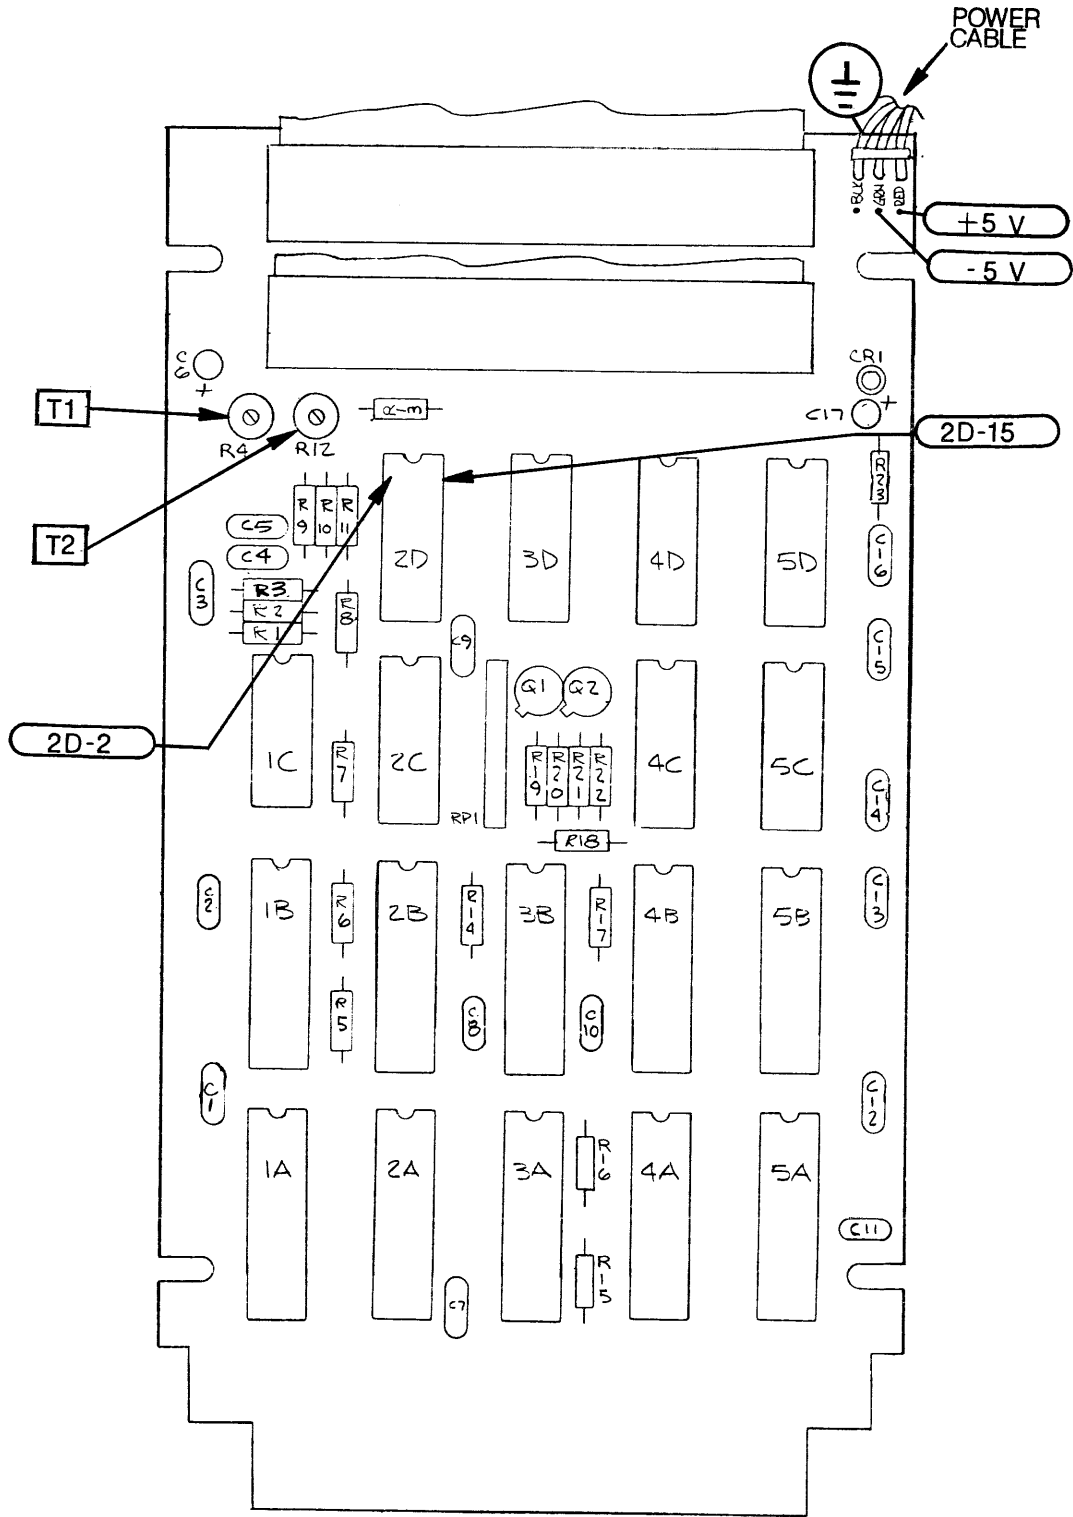 POWER
CABLE
BLK
GRN
RED
+5 V
-5 V
C6
+
CR1
C17
+
T1
R4
R12
R13
2D-15
T2
R9
R10
R11
R23
C5
C4
C3
R3
R2
R1
R8
2D
3D
4D
5D
C16
C9
C15
Q1
Q2
2D-2
1C
R7
2C
RP1
R19
R20
R21
R22
4C
5C
C14
R18
C2
1B
R6
2B
R14
3B
R17
4B
5B
C13
R5
C8
C10
C1
C12
1A
2A
3A
R16
4A
5A
C11
R15
C7